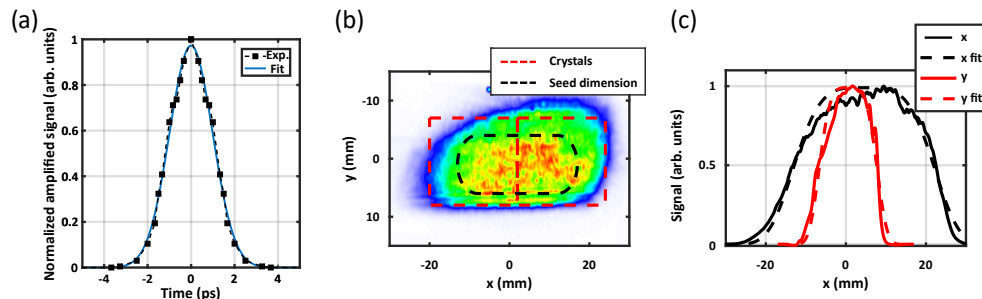 (a)
Normalized amplified signal (arb. units)
1
0.8
0.6
0.4
0.2
0
-4
-2
0
2
4
Time (ps)
Exp.
Fit
(b)
Crystals
Seed dimension
-10
0
10
y (mm)
-20
0
20
x (mm)
(c)
x
x fit
y
y fit
Signal (arb. units)
1
0.5
0
-20
0
20
x (mm)